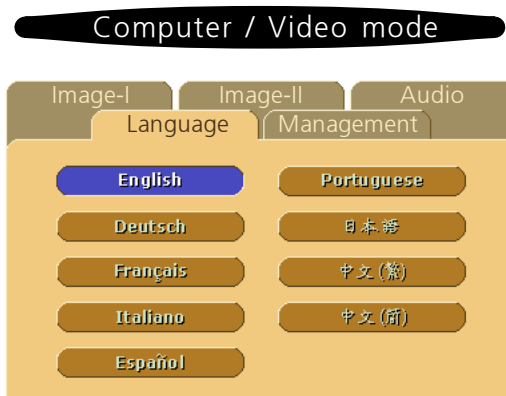 Computer / Video mode
Image-I Image-II Audio
Language Management
English Portuguese
Deutsch 日本語
Français 中文(繁)
Italiano 中文(简)
Español